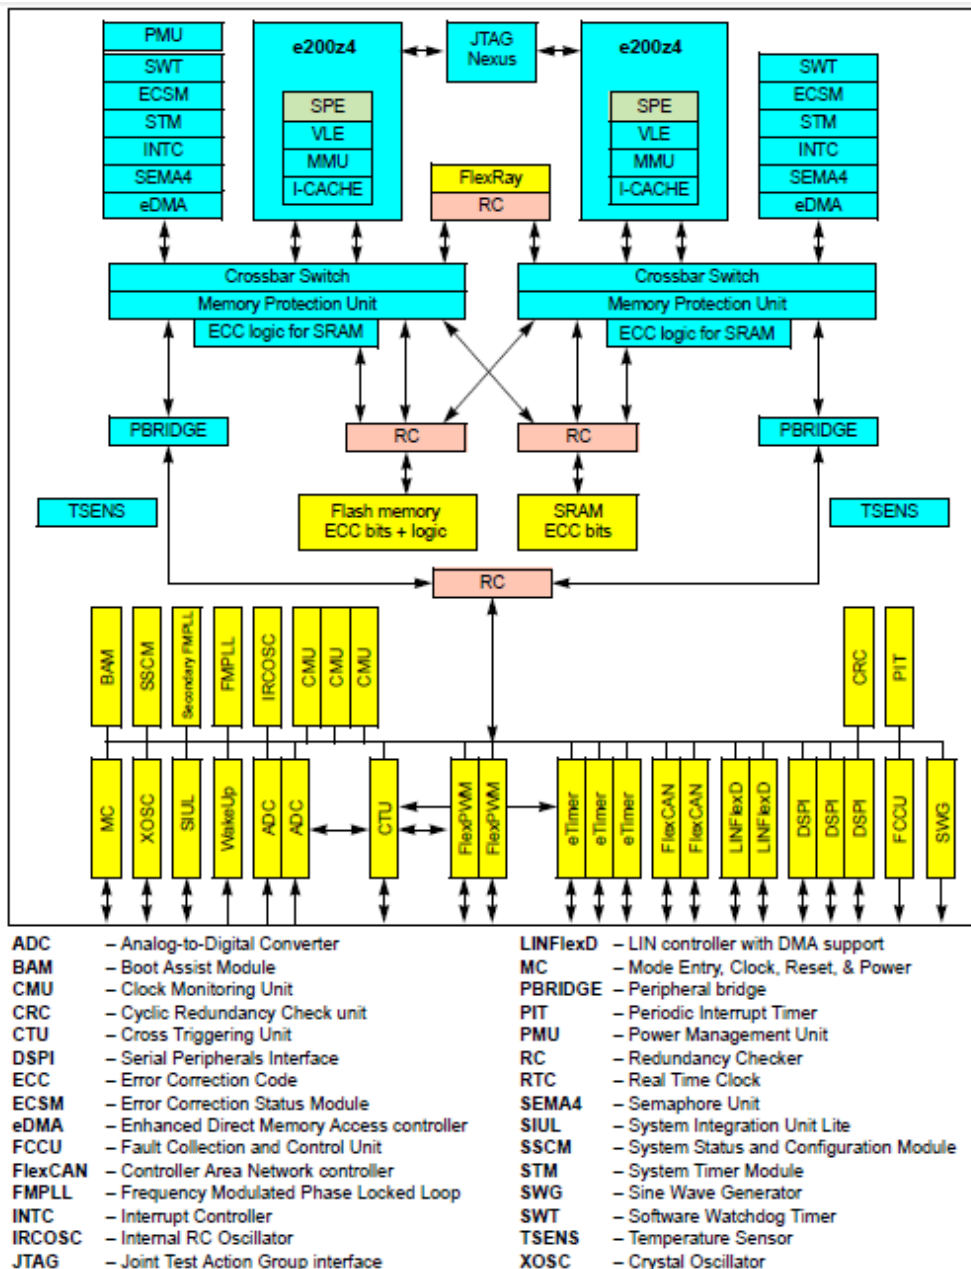 PMU
SWT
ECSM
STM
INTC
SEMA4
eDMA
e200z4
SPE
VLE
MMU
I-CACHE
JTAG
Nexus
FlexRay
RC
e200z4
SPE
VLE
MMU
I-CACHE
SWT
ECSM
STM
INTC
SEMA4
eDMA
Crossbar Switch
Memory Protection Unit
ECC logic for SRAM
Crossbar Switch
Memory Protection Unit
ECC logic for SRAM
PBRIDGE
RC
RC
PBRIDGE
TSENS
Flash memory
ECC bits + logic
SRAM
ECC bits
TSENS
RC
BAM
SSCM
Secondary FMPLL
FMPLL
IRCOSC
CMU
CMU
CMU
CRC
PIT
MC
XOSC
SIUL
WakeUp
ADC
ADC
CTU
FlexPWM
FlexPWM
eTimer
eTimer
eTimer
FlexCAN
FlexCAN
LINFlexD
LINFlexD
DSPI
DSPI
DSPI
FCCU
SWG
ADC – Analog-to-Digital Converter
BAM – Boot Assist Module
CMU – Clock Monitoring Unit
CRC – Cyclic Redundancy Check unit
CTU – Cross Triggering Unit
DSPI – Serial Peripherals Interface
ECC – Error Correction Code
ECSM – Error Correction Status Module
eDMA – Enhanced Direct Memory Access controller
FCCU – Fault Collection and Control Unit
FlexCAN – Controller Area Network controller
FMPLL – Frequency Modulated Phase Locked Loop
INTC – Interrupt Controller
IRCOSC – Internal RC Oscillator
JTAG – Joint Test Action Group interface
LINFlexD – LIN controller with DMA support
MC – Mode Entry, Clock, Reset, & Power
PBRIDGE – Peripheral bridge
PIT – Periodic Interrupt Timer
PMU – Power Management Unit
RC – Redundancy Checker
RTC – Real Time Clock
SEMA4 – Semaphore Unit
SIUL – System Integration Unit Lite
SSCM – System Status and Configuration Module
STM – System Timer Module
SWG – Sine Wave Generator
SWT – Software Watchdog Timer
TSENS – Temperature Sensor
XOSC – Crystal Oscillator